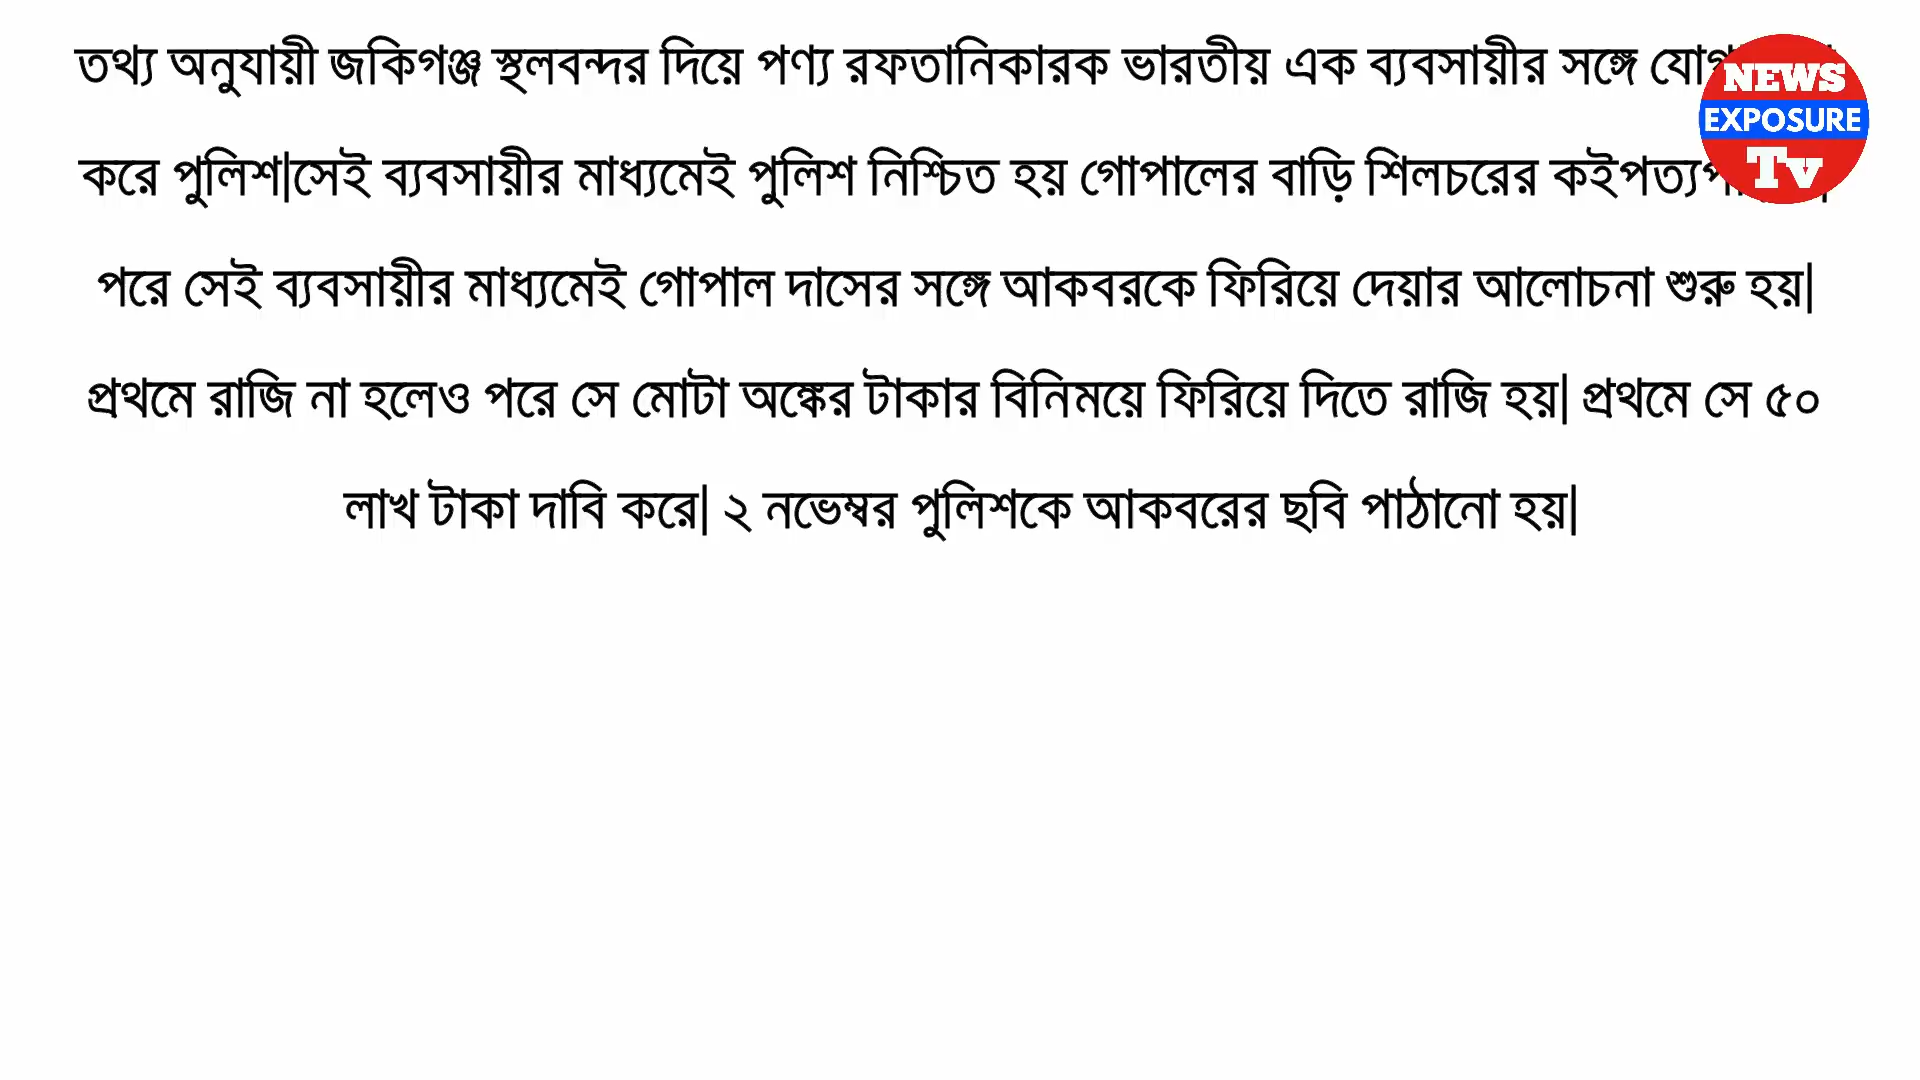 তথ্য অনুযায়ী জকিগঞ্জ স্থলবন্দর দিয়ে পণ্য রফতানিকারক ভারতীয় এক ব্যবসায়ীর সঙ্গে
করে পুলিশ|সেই ব্যবসায়ীর মাধ্যমেই পুলিশ নিশ্চিত হয় গোপালের বাড়ি শিলচরের
পরে সেই ব্যবসায়ীর মাধ্যমেই গোপাল দাসের সঙ্গে আকবরকে ফিরিয়ে দেয়ার আলোচনা শুরু হয়|
প্রথমে রাজি না হলেও পরে সে মোটা অঙ্কের টাকার বিনিময়ে ফিরিয়ে দিতে রাজি হয়| প্রথমে সে ৫০
লাখ টাকা দাবি করে| ২ নভেম্বর পুলিশকে আকবরের ছবি পাঠানো হয়|
NEWS
EXPOSURE
Tv